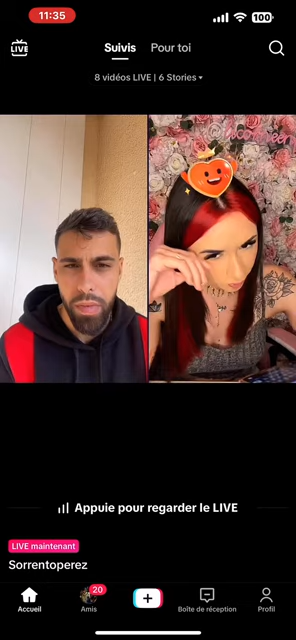 11:35
100
LIVE
Suivis
Pour toi
8 vidéos LIVE | 6 Stories
Appuie pour regarder le LIVE
LIVE maintenant
Sorrentoperez
20
Accueil
Amis
Boîte de réception
Profil